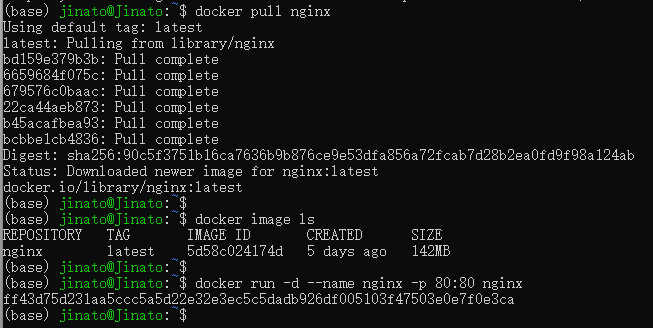 (base) jinato@Jinato:~$ docker pull nginx
Using default tag: latest
latest: Pulling from library/nginx
bd159e379b3b: Pull complete
6659684f075c: Pull complete
679576c0baac: Pull complete
22ca44aeb873: Pull complete
b45acafbea93: Pull complete
bcbbe1cb4836: Pull complete
Digest: sha256:90c5f3751b16ca7636b9b876ce9e53dfa856a72fcab7d28b2ea0fd9f98a124ab
Status: Downloaded newer image for nginx:latest
docker.io/library/nginx:latest
(base) jinato@Jinato:~$
(base) jinato@Jinato:~$ docker image ls
REPOSITORY TAG IMAGE ID CREATED SIZE
nginx latest 5d58c024174d 5 days ago 142MB
(base) jinato@Jinato:~$
(base) jinato@Jinato:~$ docker run -d --name nginx -p 80:80 nginx
ff43d75d231aa5ccc5a5d22e32e3ec5c5dadb926df005103f47503e0e7f0e3ca
(base) jinato@Jinato:~$